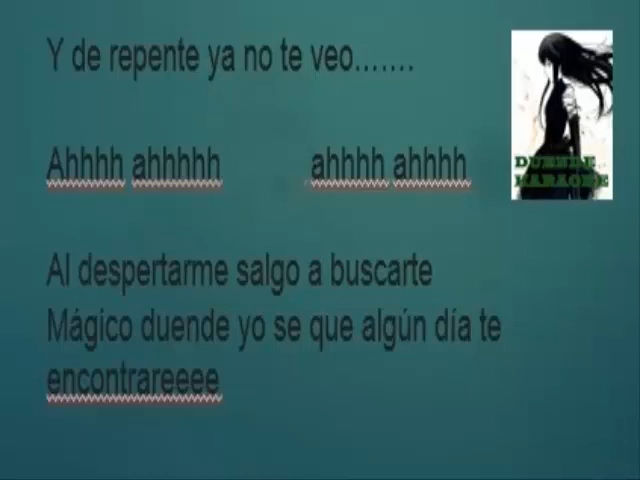 Y de repente ya no te veo.......
Ahhhh ahhhhh ahhhh ahhhh
Al despertarme salgo a buscarte
Mágico duende yo se que algún día te
encontrareeee
DUENDE
KARAOKE